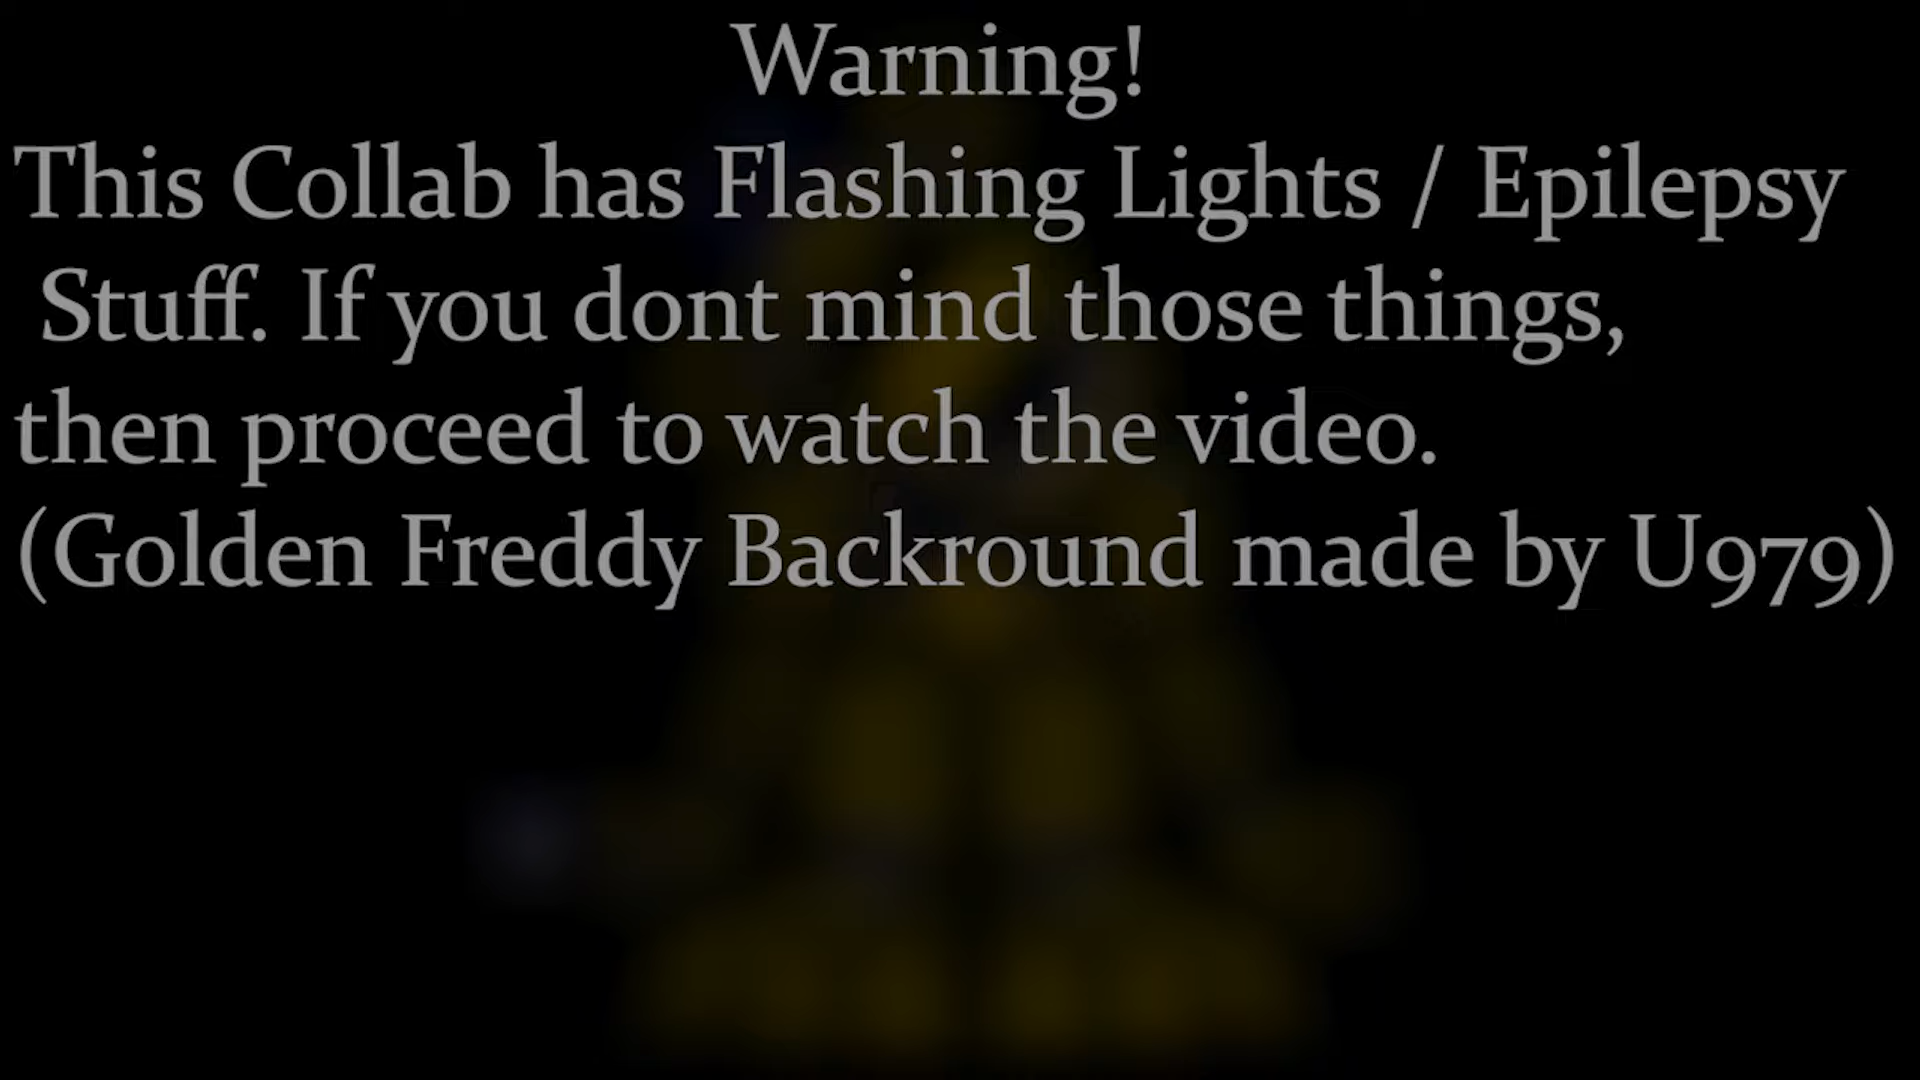 Warning!
This Collab has Flashing Lights / Epilepsy
Stuff. If you dont mind those things,
then proceed to watch the video.
(Golden Freddy Backround made by U979)